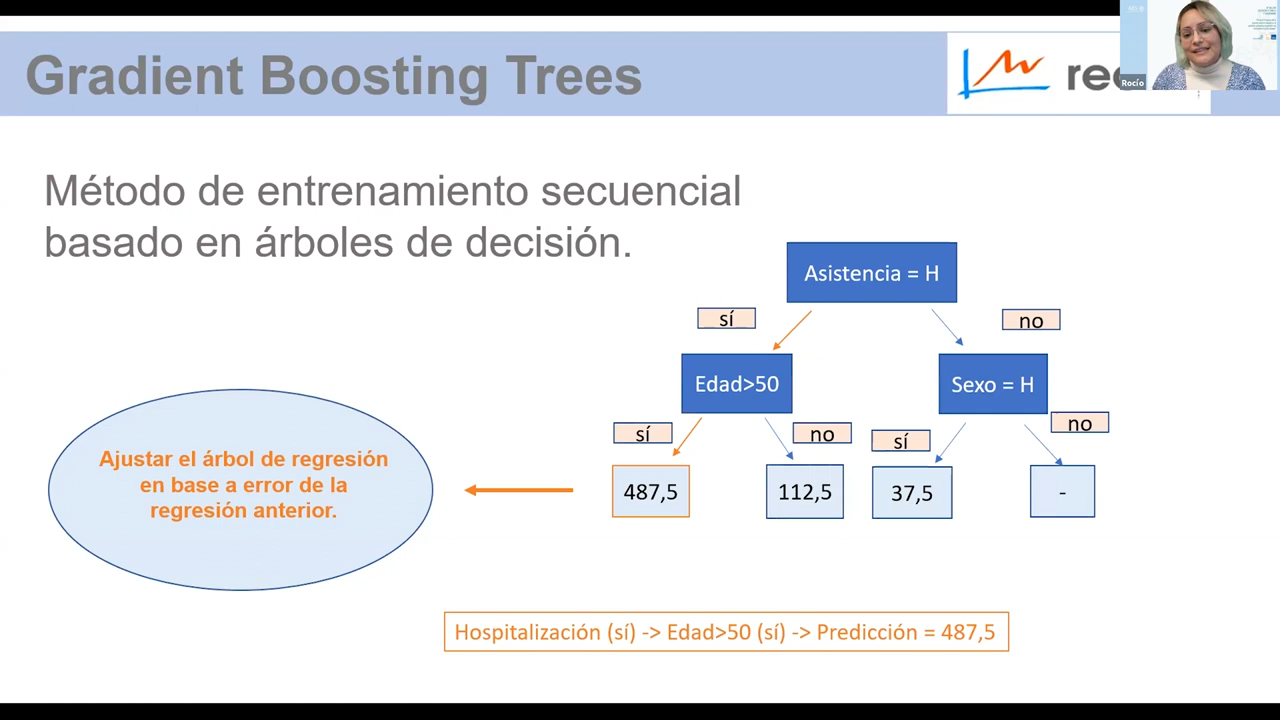 Gradient Boosting Trees
Rocío
Método de entrenamiento secuencial
basado en árboles de decisión.
Asistencia = H
sí
no
Edad>50
Sexo = H
sí
no
sí
no
487,5
112,5
37,5
-
Ajustar el árbol de regresión
en base a error de la
regresión anterior.
Hospitalización (sí) -> Edad>50 (sí) -> Predicción = 487,5